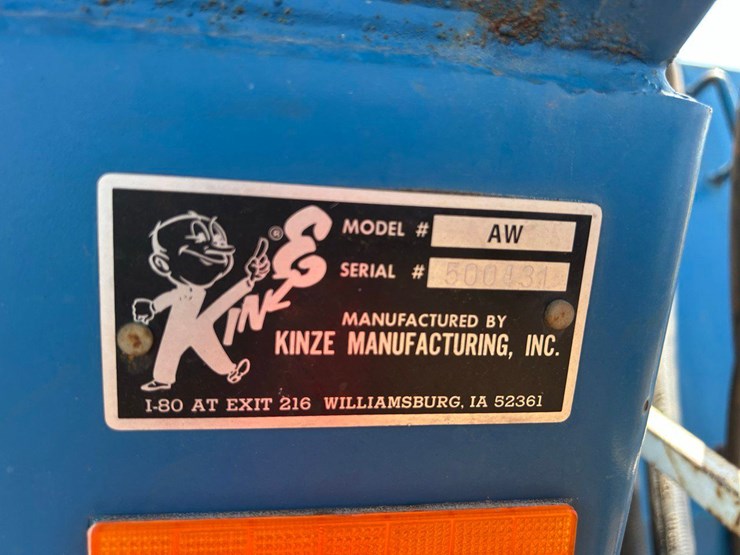 KINZE
®
MODEL # AW
SERIAL #
MANUFACTURED BY
KINZE MANUFACTURING, INC.
I-80 AT EXIT 216 WILLIAMSBURG, IA 52361